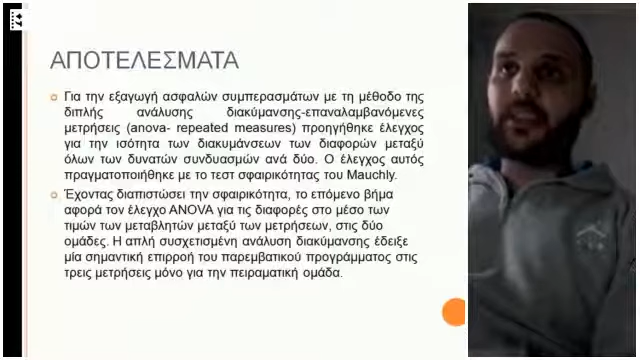 ΑΠΟΤΕΛΕΣΜΑΤΑ
Για την εξαγωγή ασφαλών συμπερασμάτων με τη μέθοδο της
διπλής ανάλυσης διακύμανσης-επαναλαμβανόμενες
μετρήσεις (anova- repeated measures) προηγήθηκε έλεγχος
για την ισότητα των διακυμάνσεων των διαφορών μεταξύ
όλων των δυνατών συνδυασμών ανά δύο. Ο έλεγχος αυτός
πραγματοποιήθηκε με το τεστ σφαιρικότητας του Mauchly.
Έχοντας διαπιστώσει την σφαιρικότητα, το επόμενο βήμα
αφορά τον έλεγχο ANOVA για τις διαφορές στο μέσο των
τιμών των μεταβλητών μεταξύ των μετρήσεων, στις δύο
ομάδες. Η απλή συσχετισμένη ανάλυση διακύμανσης έδειξε
μία σημαντική επιρροή του παρεμβατικού προγράμματος στις
τρεις μετρήσεις μόνο για την πειραματική ομάδα.